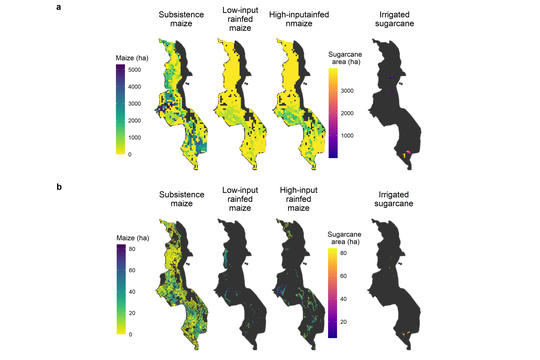 a
Subsistence
maize
Low-input
rainfed
maize
High-inputainfed
nmaize
Irrigated
sugarcane
Maize (ha)
5000
4000
3000
2000
1000
0
Sugarcane
area (ha)
3000
2000
1000
b
Subsistence
maize
Low-input
rainfed
maize
High-input
rainfed
maize
Irrigated
sugarcane
Maize (ha)
80
60
40
20
0
Sugarcane
area (ha)
80
60
40
20